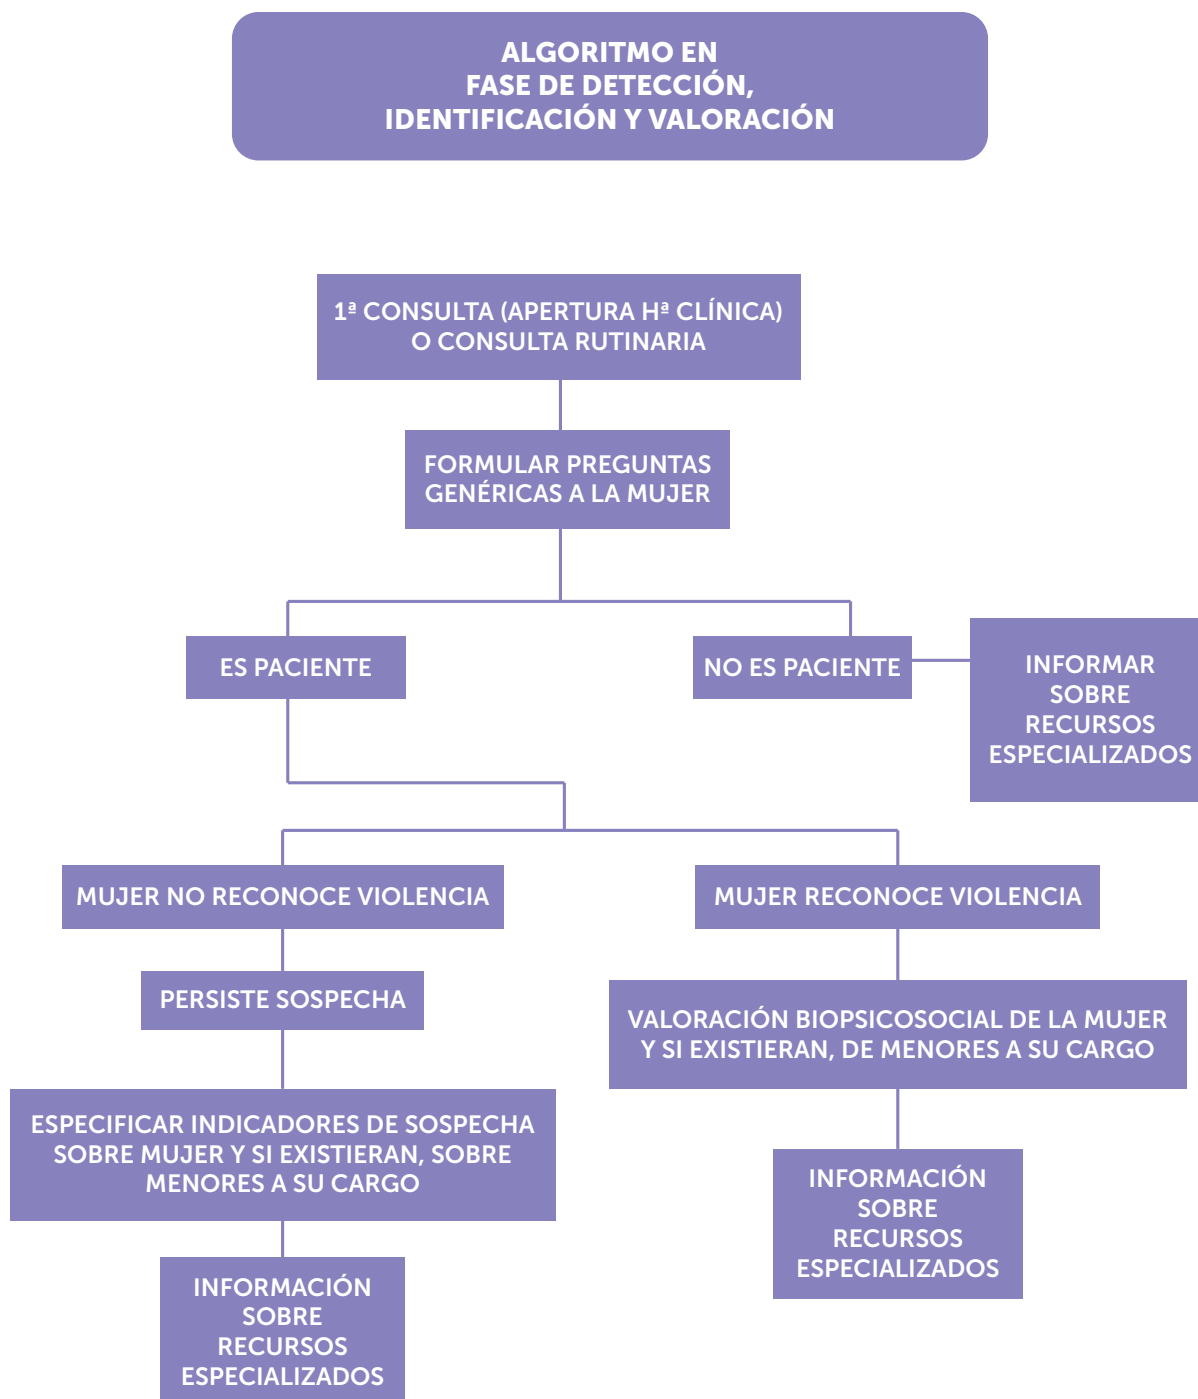 ALGORITMO EN
FASE DE DETECCIÓN,
IDENTIFICACIÓN Y VALORACIÓN
1ª CONSULTA (APERTURA Hª CLÍNICA)
O CONSULTA RUTINARIA
FORMULAR PREGUNTAS
GENÉRICAS A LA MUJER
ES PACIENTE
NO ES PACIENTE
INFORMAR
SOBRE
RECURSOS
ESPECIALIZADOS
MUJER NO RECONOCE VIOLENCIA
MUJER RECONOCE VIOLENCIA
PERSISTE SOSPECHA
VALORACIÓN BIOPSICOSOCIAL DE LA MUJER
Y SI EXISTIERAN, DE MENORES A SU CARGO
ESPECIFICAR INDICADORES DE SOSPECHA
SOBRE MUJER Y SI EXISTIERAN, SOBRE
MENORES A SU CARGO
INFORMACIÓN
SOBRE
RECURSOS
ESPECIALIZADOS
INFORMACIÓN
SOBRE
RECURSOS
ESPECIALIZADOS